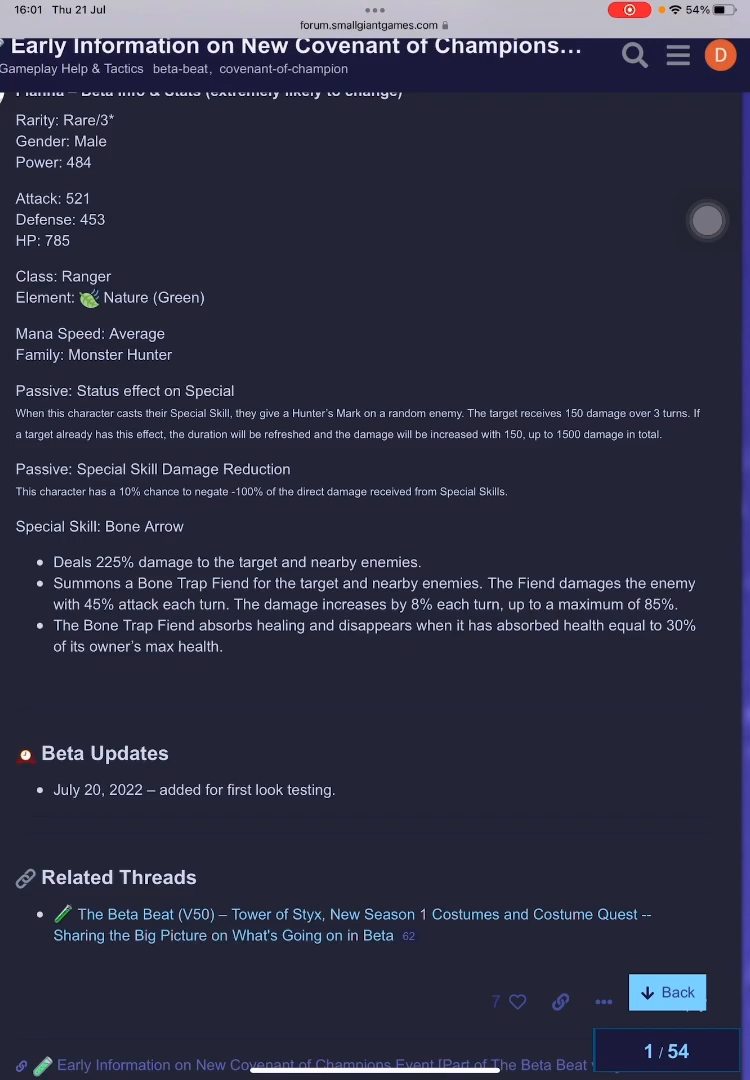 16:01 Thu 21 Jul
54%
forum.smallgiantgames.com
Early Information on New Covenant of Champions...
Gameplay Help & Tactics beta-beat, covenant-of-champion
– Beta Info & Stats (extremely likely to change)
Rarity: Rare/3*
Gender: Male
Power: 484
Attack: 521
Defense: 453
HP: 785
Class: Ranger
Element: Nature (Green)
Mana Speed: Average
Family: Monster Hunter
Passive: Status effect on Special
When this character casts their Special Skill, they give a Hunter's Mark on a random enemy. The target receives 150 damage over 3 turns. If
a target already has this effect, the duration will be refreshed and the damage will be increased with 150, up to 1500 damage in total.
Passive: Special Skill Damage Reduction
This character has a 10% chance to negate -100% of the direct damage received from Special Skills.
Special Skill: Bone Arrow
• Deals 225% damage to the target and nearby enemies.
• Summons a Bone Trap Fiend for the target and nearby enemies. The Fiend damages the enemy
with 45% attack each turn. The damage increases by 8% each turn, up to a maximum of 85%.
• The Bone Trap Fiend absorbs healing and disappears when it has absorbed health equal to 30%
of its owner's max health.
Beta Updates
• July 20, 2022 – added for first look testing.
Related Threads
• The Beta Beat (V50) – Tower of Styx, New Season 1 Costumes and Costume Quest --
Sharing the Big Picture on What's Going on in Beta 62
7
Back
1 / 54
D
Early Information on New Covenant of Champions Event [Part of The Beta Beat